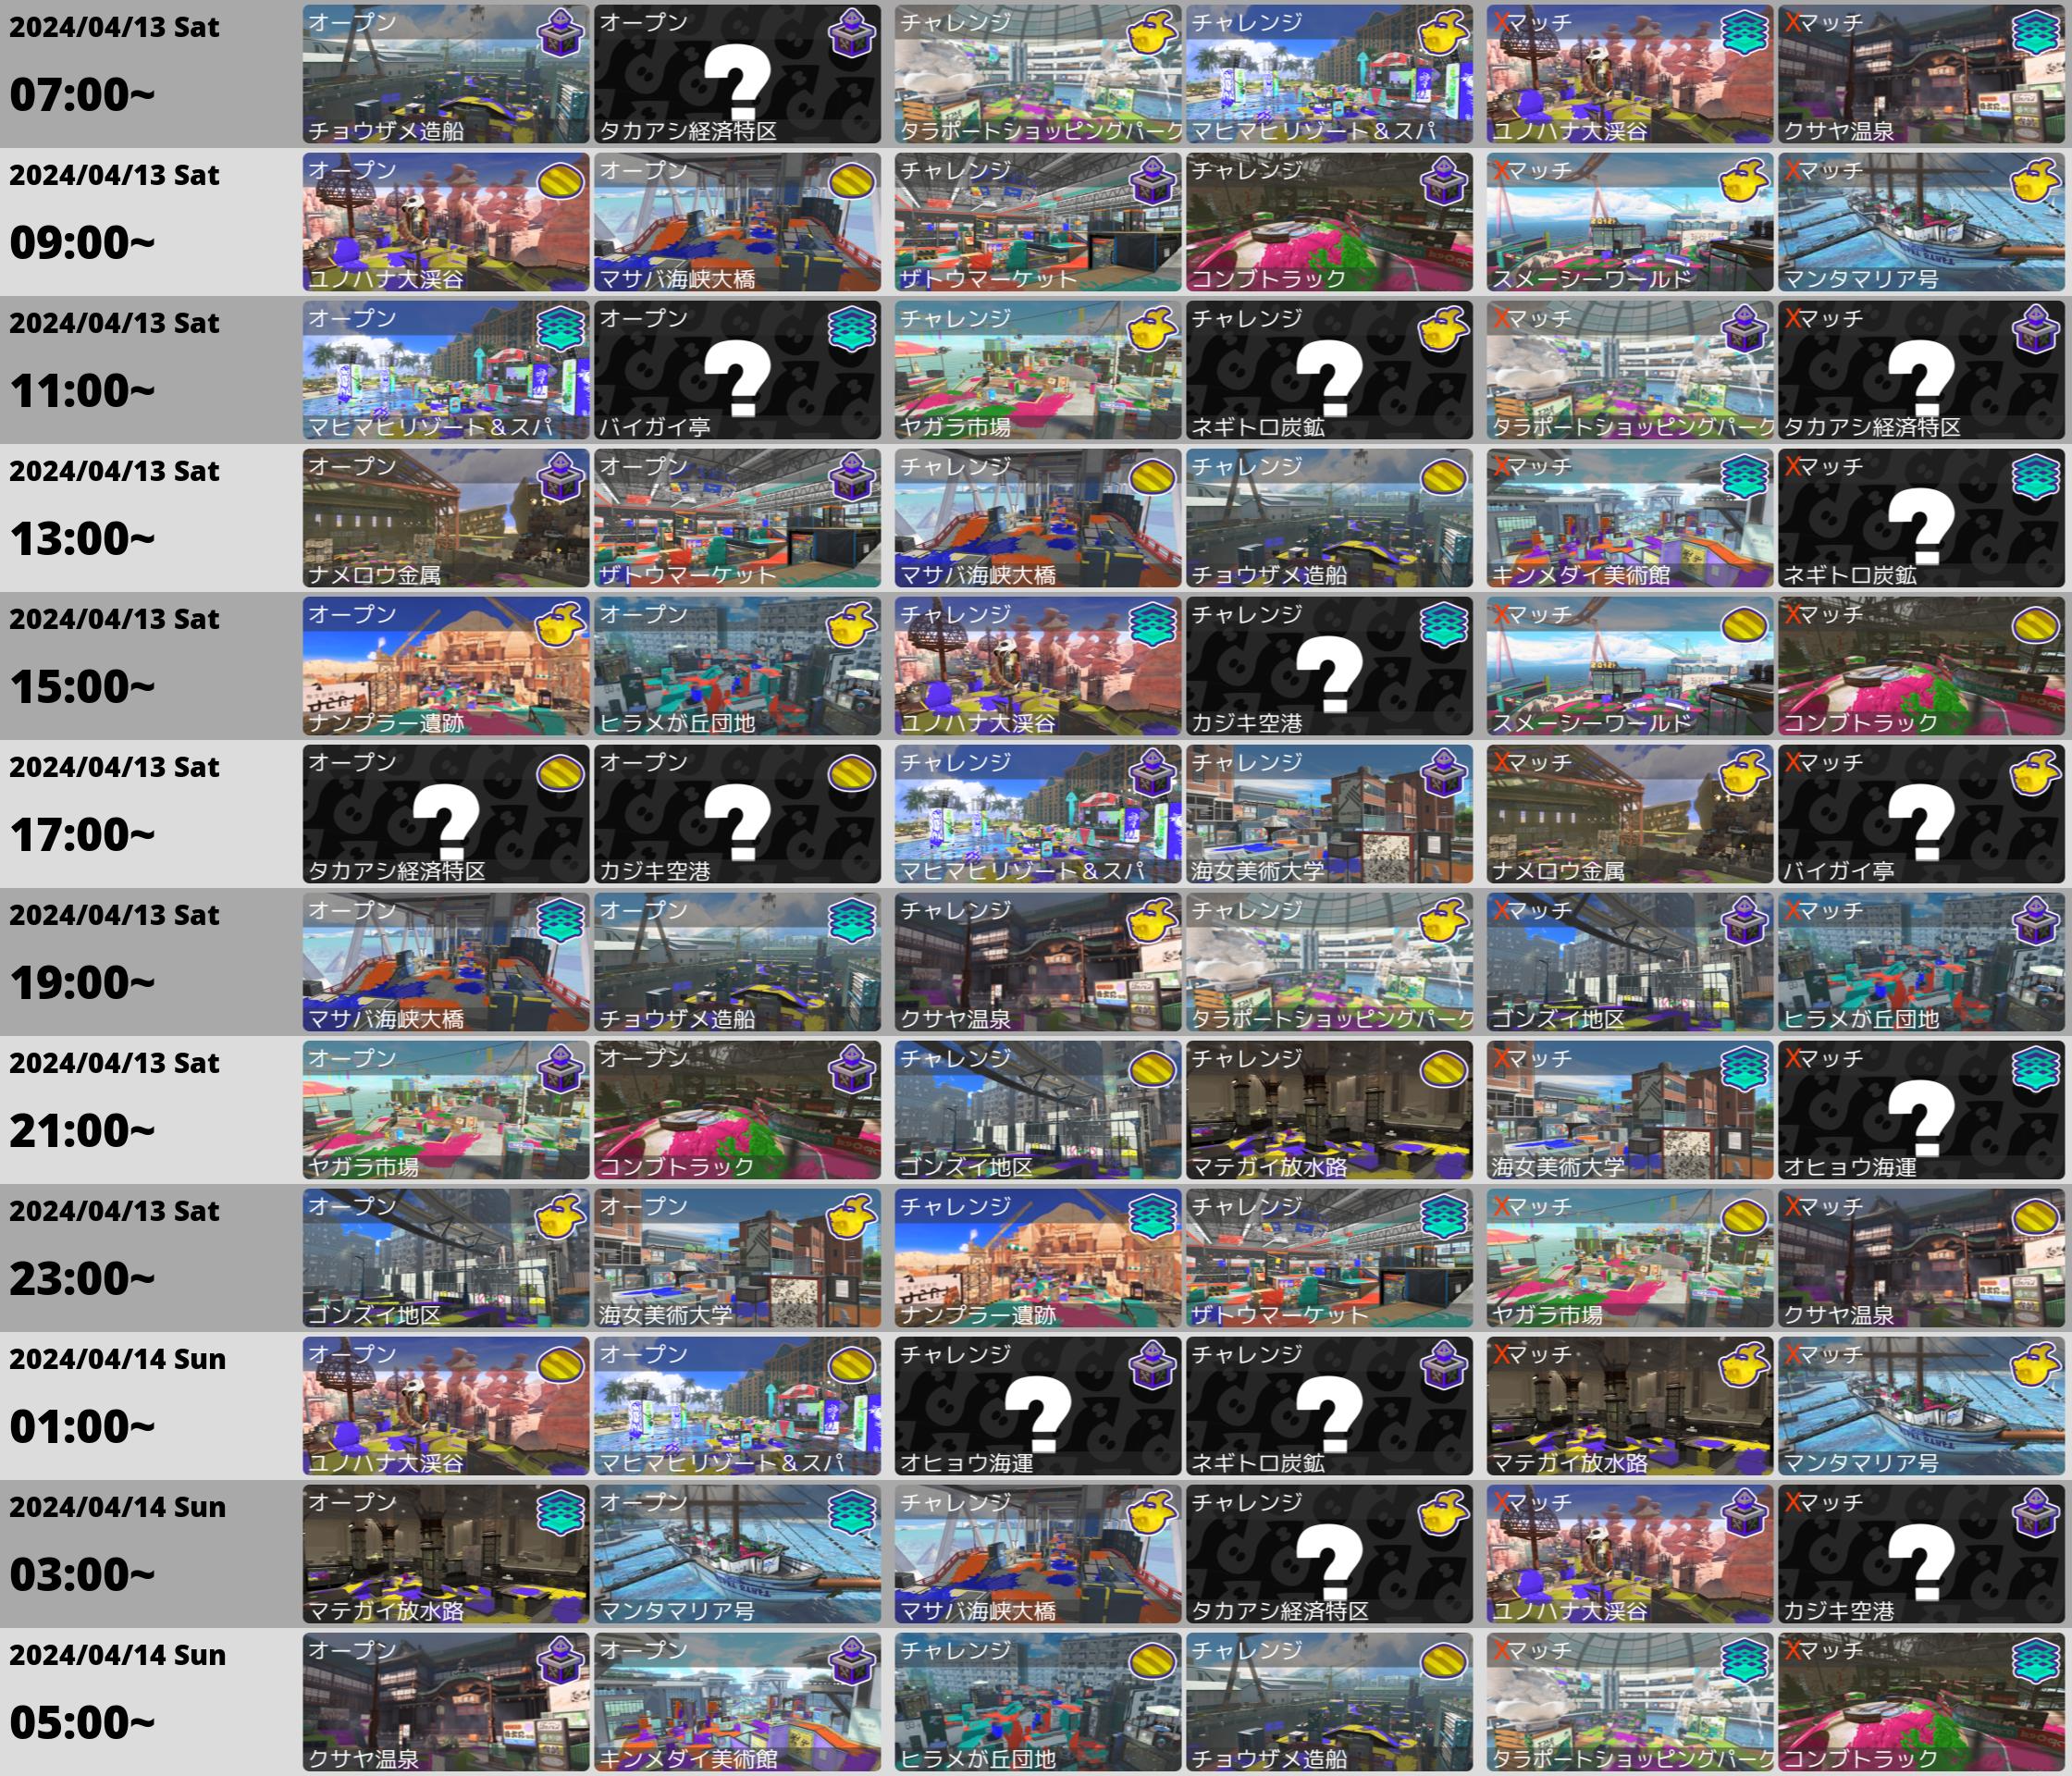 2024/04/13 Sat
07:00~
オープン
チョウザメ造船
オープン
タカアシ経済特区
チャレンジ
タラポートショッピングパーク
チャレンジ
マヒマヒリゾート＆スパ
Xマッチ
ユノハナ大渓谷
Xマッチ
クサヤ温泉
2024/04/13 Sat
09:00~
オープン
ユノハナ大渓谷
オープン
マサバ海峡大橋
チャレンジ
ザトウマーケット
チャレンジ
コンブトラック
Xマッチ
スメーシーワールド
Xマッチ
マンタマリア号
2024/04/13 Sat
11:00~
オープン
マヒマヒリゾート＆スパ
オープン
バイガイ亭
チャレンジ
ヤガラ市場
チャレンジ
ネギトロ炭鉱
Xマッチ
タラポートショッピングパーク
Xマッチ
タカアシ経済特区
2024/04/13 Sat
13:00~
オープン
ナメロウ金属
オープン
ザトウマーケット
チャレンジ
マサバ海峡大橋
チャレンジ
チョウザメ造船
Xマッチ
キンメダイ美術館
Xマッチ
ネギトロ炭鉱
2024/04/13 Sat
15:00~
オープン
ナンプラー遺跡
オープン
ヒラメが丘団地
チャレンジ
ユノハナ大渓谷
チャレンジ
カジキ空港
Xマッチ
スメーシーワールド
Xマッチ
コンブトラック
2024/04/13 Sat
17:00~
オープン
タカアシ経済特区
オープン
カジキ空港
チャレンジ
マヒマヒリゾート＆スパ
チャレンジ
海女美術大学
Xマッチ
ナメロウ金属
Xマッチ
バイガイ亭
2024/04/13 Sat
19:00~
オープン
マサバ海峡大橋
オープン
チョウザメ造船
チャレンジ
クサヤ温泉
チャレンジ
タラポートショッピングパーク
Xマッチ
ゴンズイ地区
Xマッチ
ヒラメが丘団地
2024/04/13 Sat
21:00~
オープン
ヤガラ市場
オープン
コンブトラック
チャレンジ
ゴンズイ地区
チャレンジ
マテガイ放水路
Xマッチ
海女美術大学
Xマッチ
オヒョウ海運
2024/04/13 Sat
23:00~
オープン
ゴンズイ地区
オープン
海女美術大学
チャレンジ
ナンプラー遺跡
チャレンジ
ザトウマーケット
Xマッチ
ヤガラ市場
Xマッチ
クサヤ温泉
2024/04/14 Sun
01:00~
オープン
ユノハナ大渓谷
オープン
マヒマヒリゾート＆スパ
チャレンジ
オヒョウ海運
チャレンジ
ネギトロ炭鉱
Xマッチ
マテガイ放水路
Xマッチ
マンタマリア号
2024/04/14 Sun
03:00~
オープン
マテガイ放水路
オープン
マンタマリア号
チャレンジ
マサバ海峡大橋
チャレンジ
タカアシ経済特区
Xマッチ
ユノハナ大渓谷
Xマッチ
カジキ空港
2024/04/14 Sun
05:00~
オープン
クサヤ温泉
オープン
キンメダイ美術館
チャレンジ
ヒラメが丘団地
チャレンジ
チョウザメ造船
Xマッチ
タラポートショッピングパーク
Xマッチ
コンブトラック